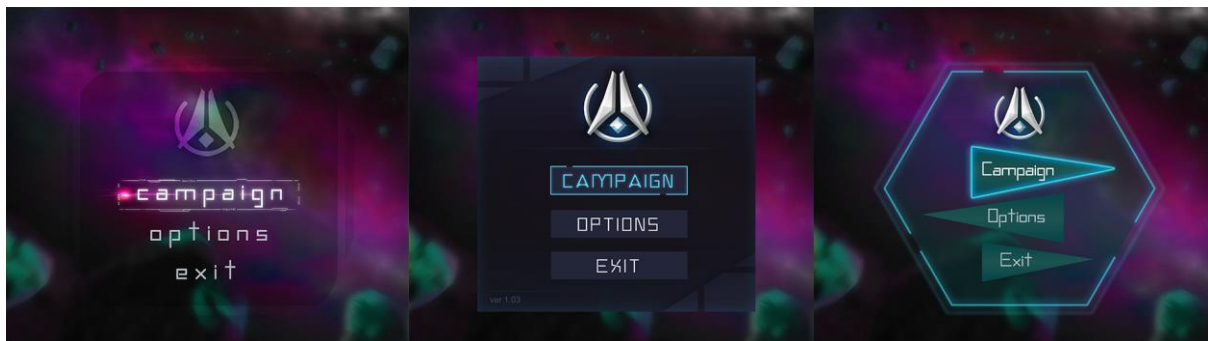 campaign
options
exit
CAMPAIGN
OPTIONS
EXIT
ver 1.03
Campaign
Options
Exit